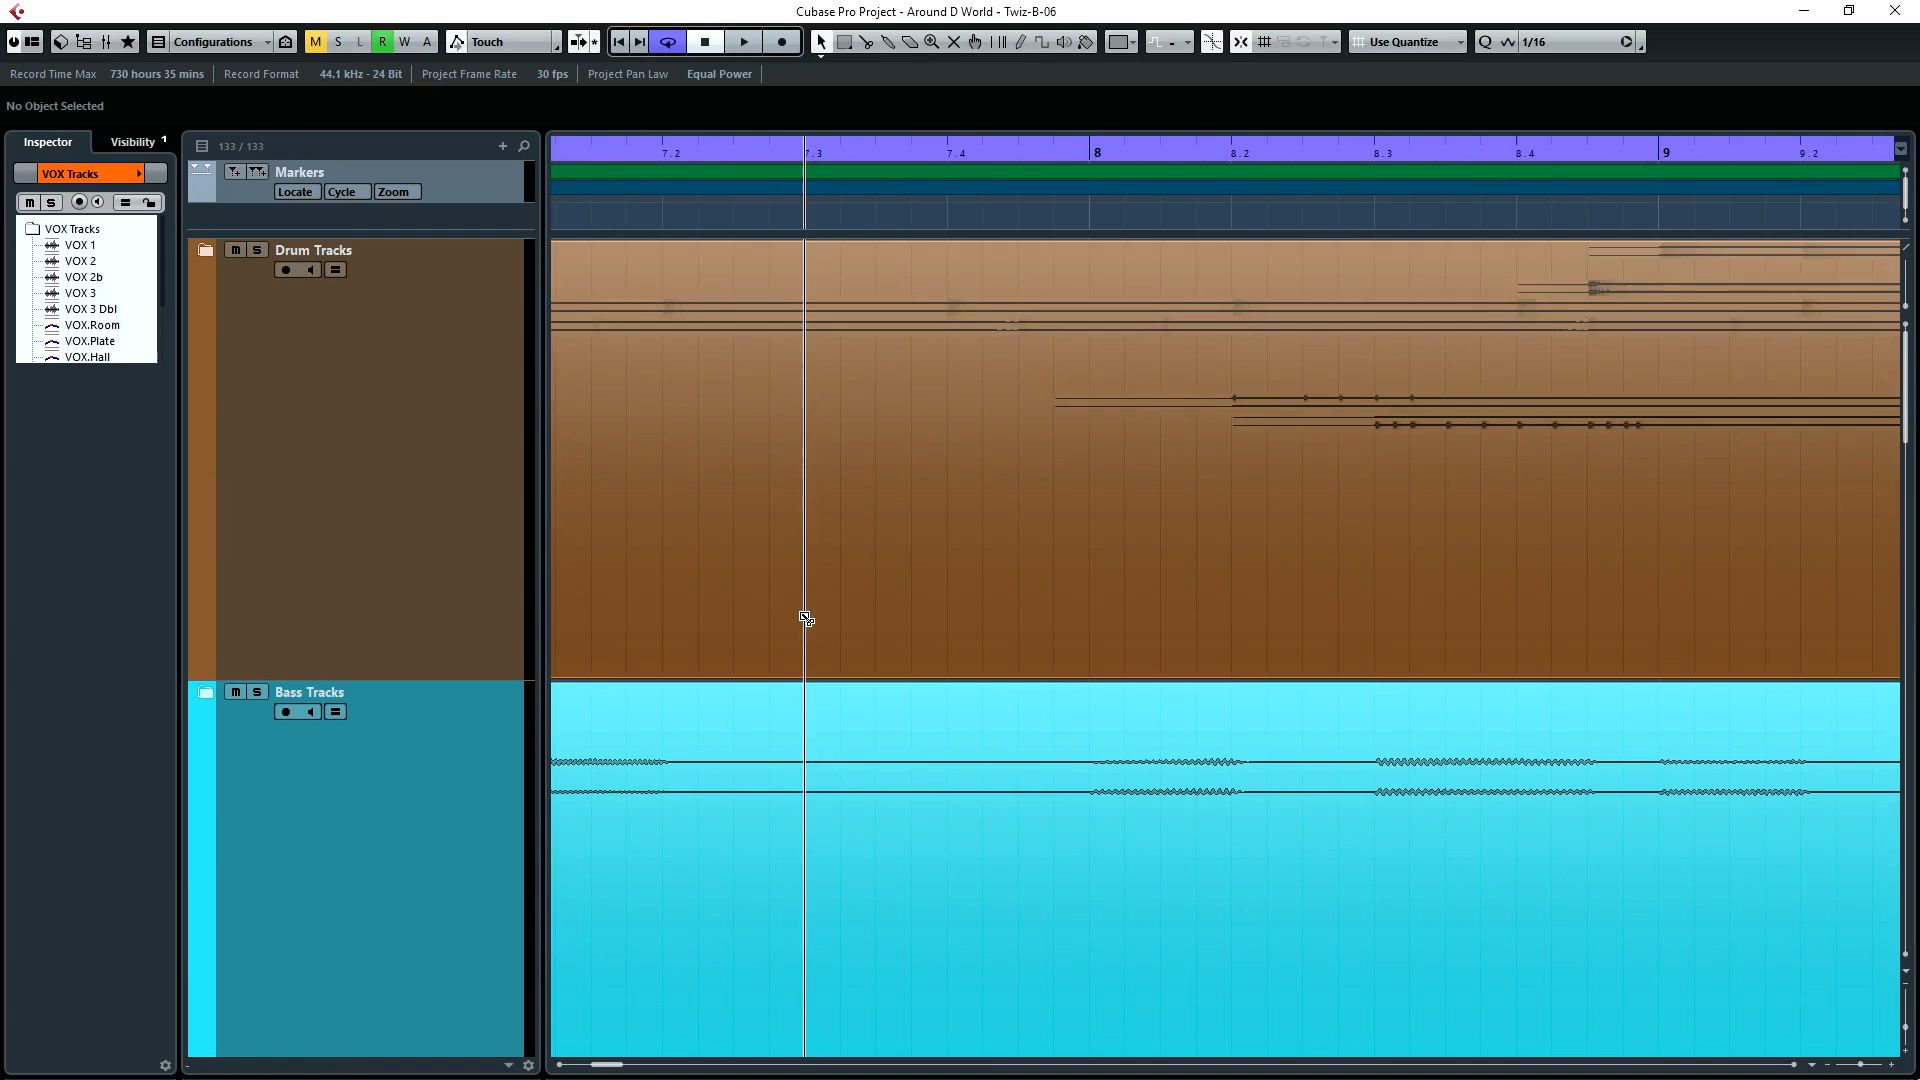 Cubase Pro Project - Around D World - Twiz-B-06
Configurations M S L R W A Touch Use Quantize Q 1/16
Record Time Max 730 hours 35 mins Record Format 44.1 kHz - 24 Bit Project Frame Rate 30 fps Project Pan Law Equal Power
No Object Selected
Inspector Visibility 1 133 / 133
7.2 7.3 7.4 8 8.2 8.3 8.4 9 9.2
VOX Tracks
Markers
Locate Cycle Zoom
m s
VOX Tracks
VOX 1
VOX 2
VOX 2b
VOX 3
VOX 3 Dbl
VOX.Room
VOX.Plate
VOX.Hall
m s Drum Tracks
m s Bass Tracks